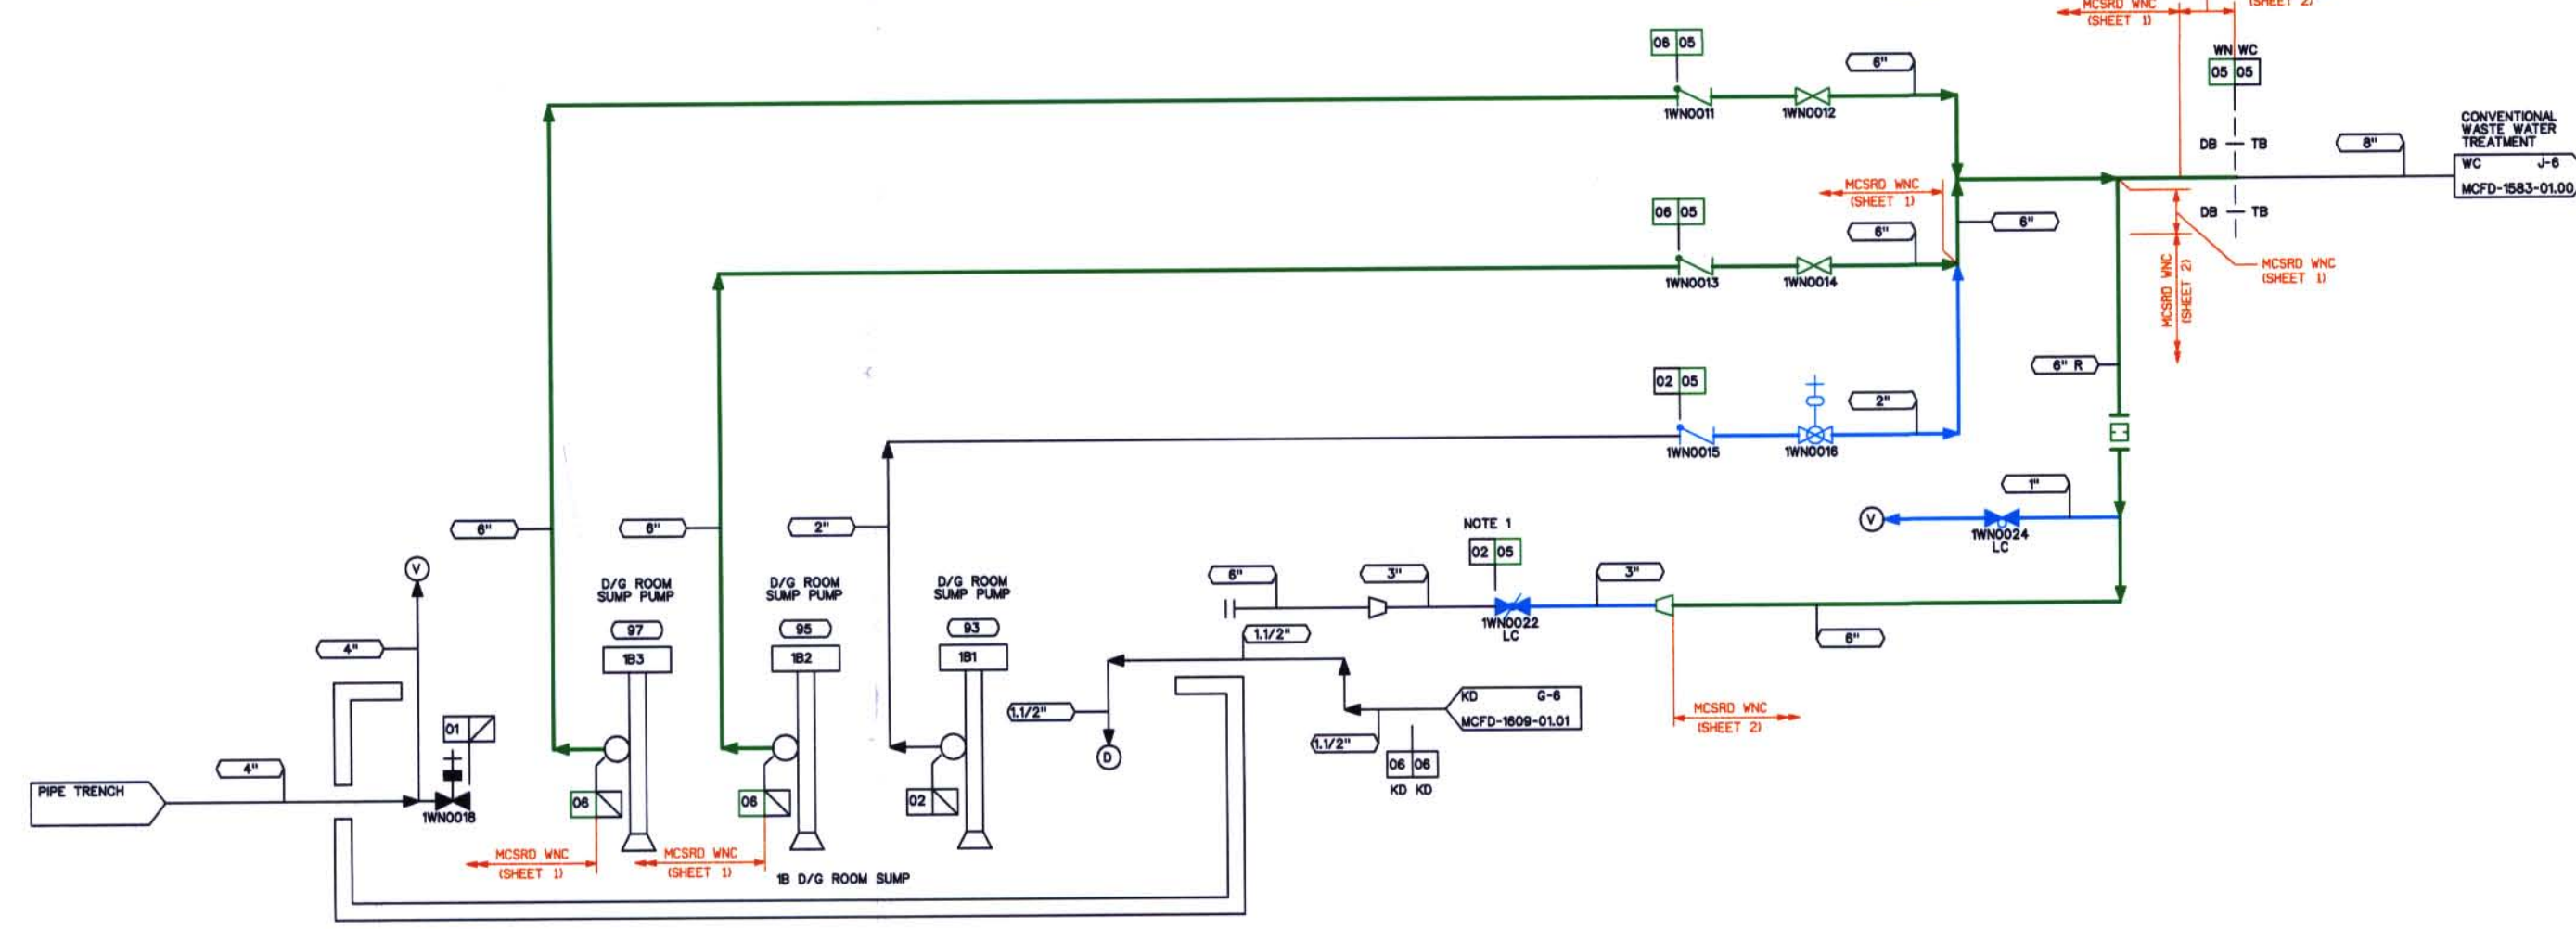 MCSRD WNC
(SHEET 1)
(SHEET 2)
06 05
6"
WN WC
05 05
1WN0011
1WN0012
CONVENTIONAL
WASTE WATER
TREATMENT
DB TB
8"
WC J-6
MCFD-1583-01.00
MCSRD WNC
(SHEET 1)
06 05
6"
6"
DB TB
1WN0013
1WN0014
MCSRD WNC
(SHEET 2)
MCSRD WNC
(SHEET 1)
6" R
02 05
2"
1WN0015
1WN0016
1"
V
1WN0024
LC
6"
6"
2"
NOTE 1
02 05
6"
3"
3"
1WN0022
LC
6"
V
D/G ROOM
SUMP PUMP
D/G ROOM
SUMP PUMP
D/G ROOM
SUMP PUMP
97
95
93
1B3
1B2
1B1
4"
1.1/2"
1.1/2"
KD G-6
MCFD-1609-01.01
MCSRD WNC
(SHEET 2)
01
1.1/2"
D
06 06
KD KD
4"
PIPE TRENCH
1WN0018
06
06
02
MCSRD WNC
(SHEET 1)
MCSRD WNC
(SHEET 1)
1B D/G ROOM SUMP